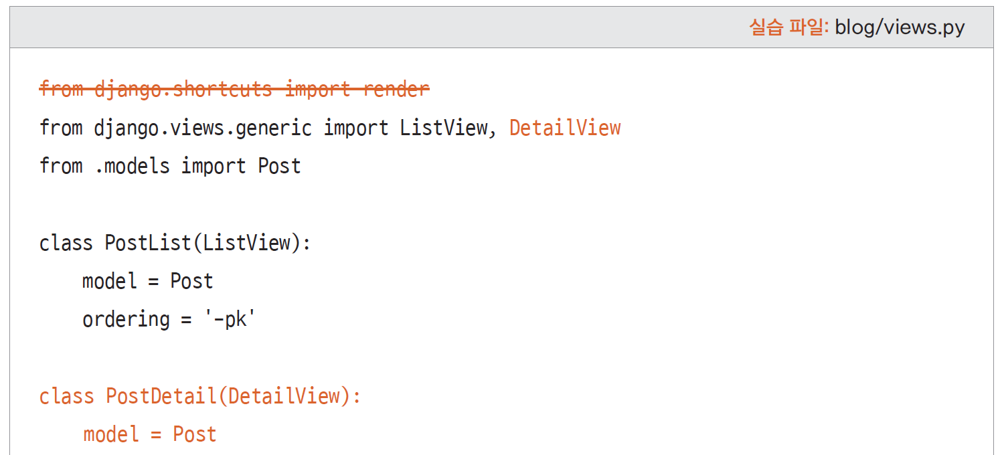 실습 파일: blog/views.py
from django.shortcuts import render
from django.views.generic import ListView, DetailView
from .models import Post
class PostList(ListView):
    model = Post
    ordering = '-pk'
class PostDetail(DetailView):
    model = Post